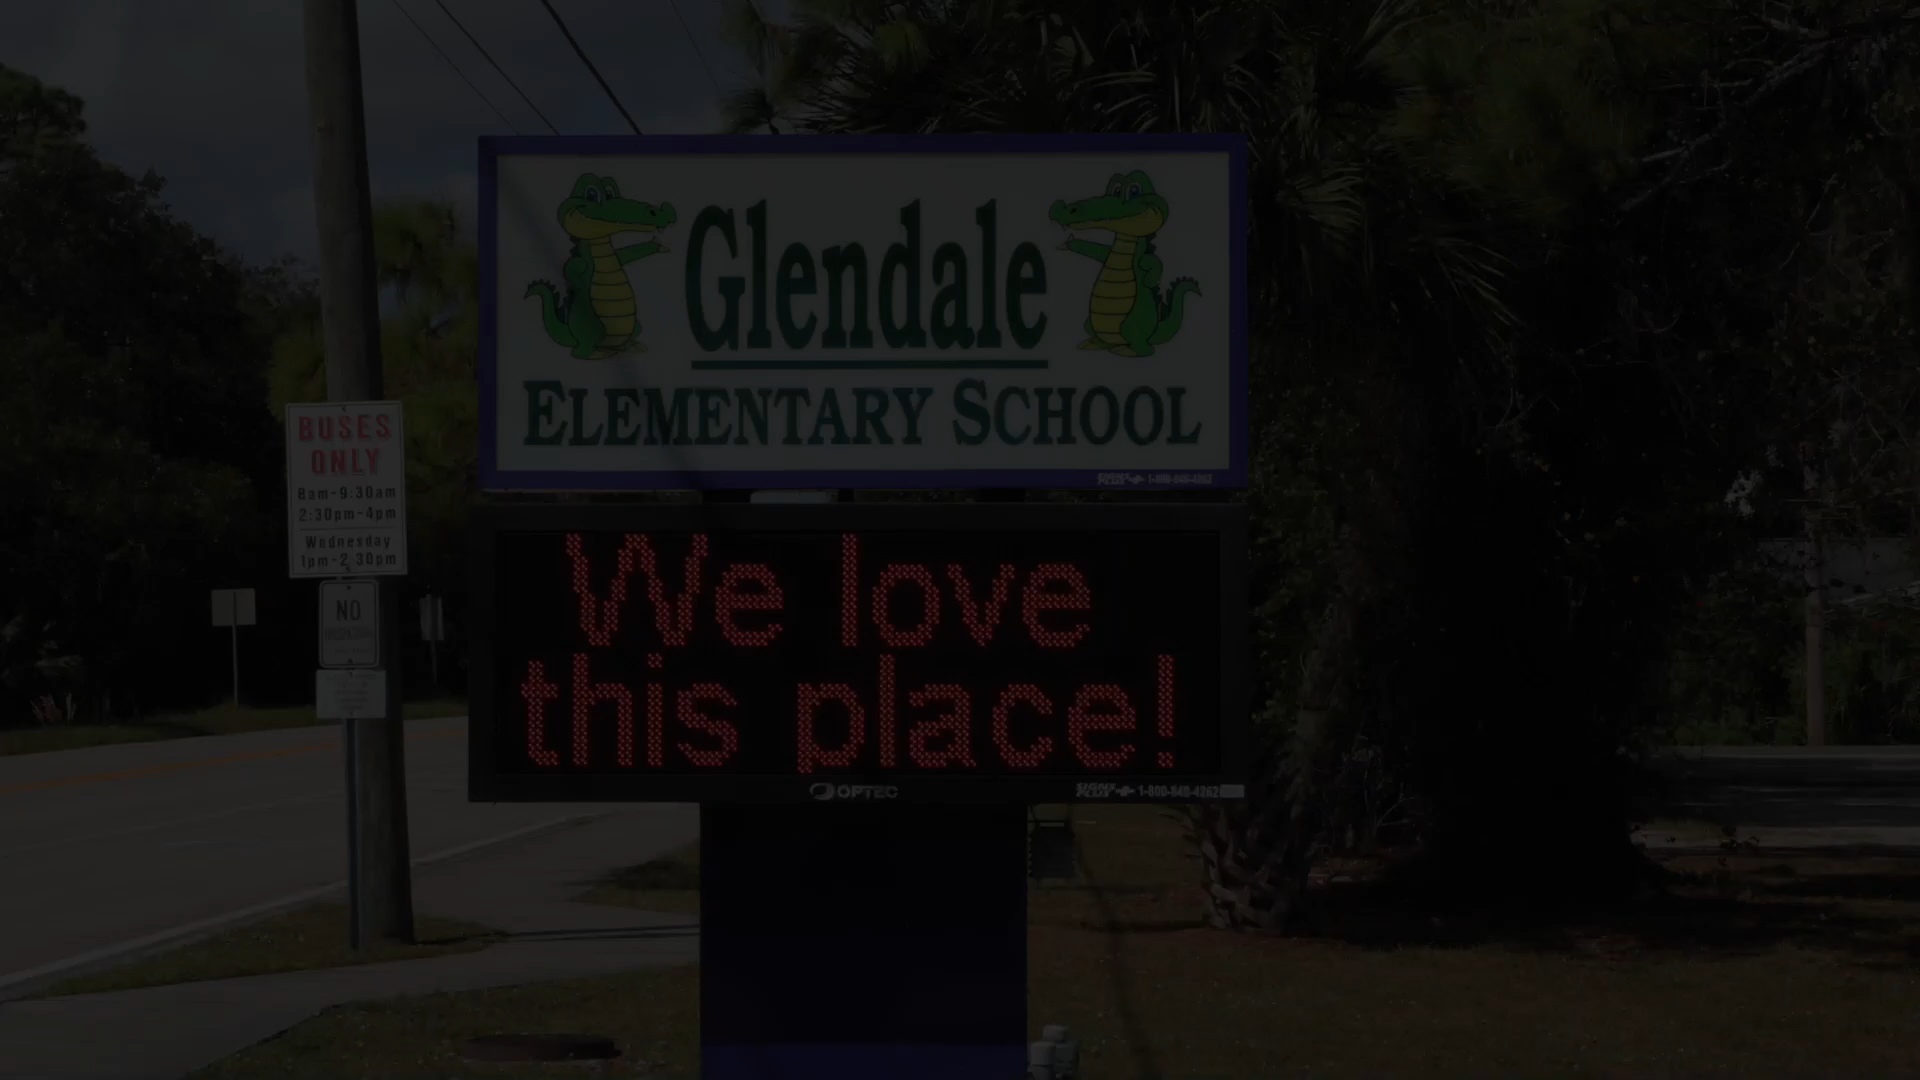 Glendale
ELEMENTARY SCHOOL
We love
this place!
OPTEC
1-800-845-4262
BUSES
ONLY
8am-9:30am
2:30pm-4pm
Wednesday
1pm-2:30pm
NO